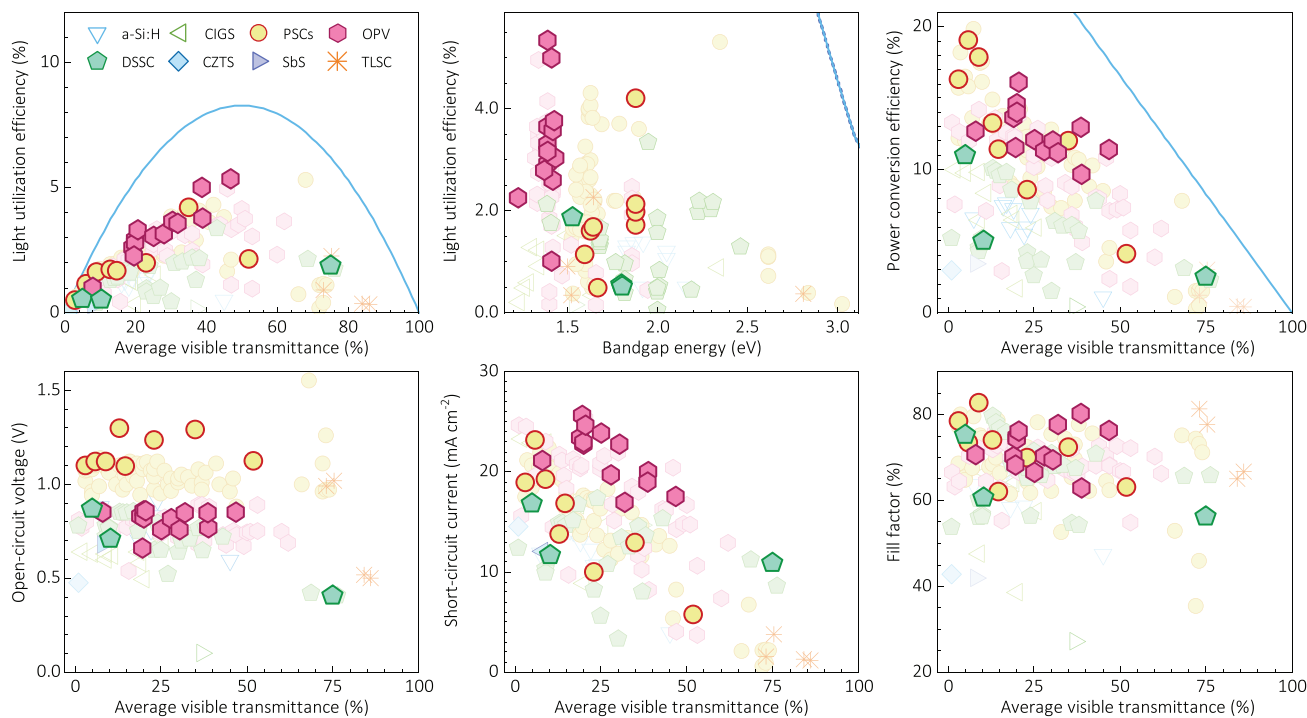 a-Si:H CIGS PSCs OPV
DSSC CZTS SbS TLSC
Light utilization efficiency (%)
10
5
0
0 20 40 60 80 100
Average visible transmittance (%)
Light utilization efficiency (%)
4.0
2.0
0.0
1.5 2.0 2.5 3.0
Bandgap energy (eV)
Power conversion efficiency (%)
20
10
0
0 25 50 75 100
Average visible transmittance (%)
Open-circuit voltage (V)
1.5
1.0
0.5
0.0
0 25 50 75 100
Average visible transmittance (%)
Short-circuit current (mA cm-2)
30
20
10
0
0 25 50 75 100
Average visible transmittance (%)
Fill factor (%)
80
60
40
20
0 25 50 75 100
Average visible transmittance (%)